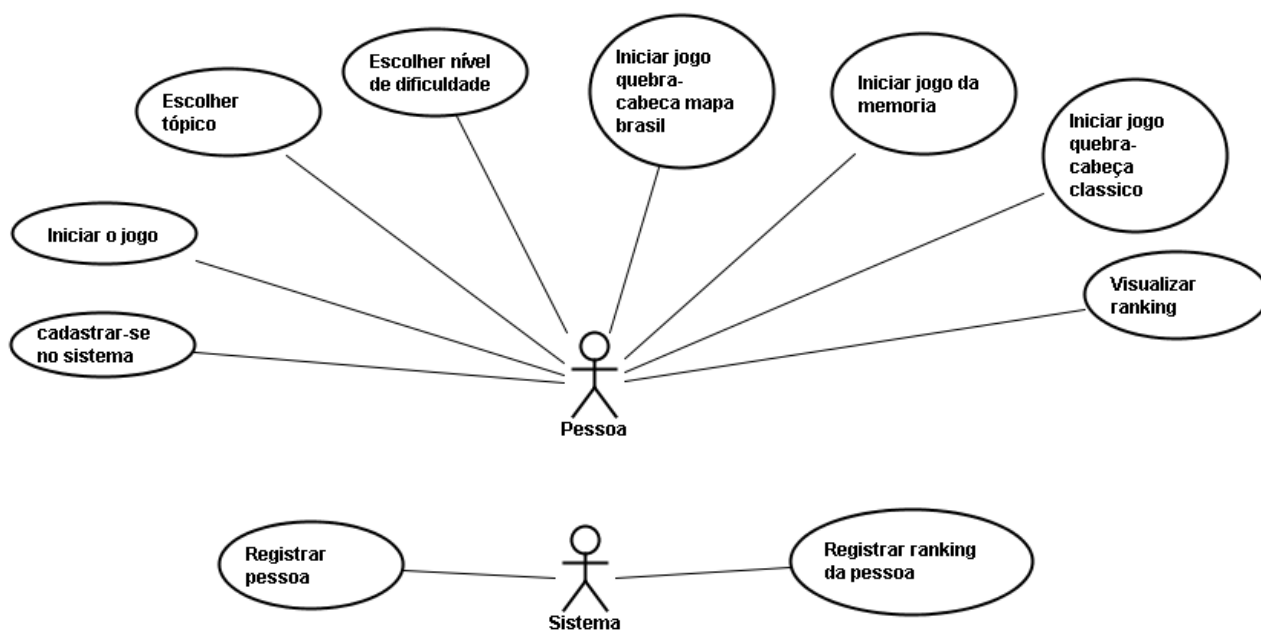 Escolher nível
de dificuldade
Iniciar jogo
quebra-
cabeca mapa
brasil
Iniciar jogo da
memoria
Escolher
tópico
Iniciar jogo
quebra-
cabeça
classico
Iniciar o jogo
Visualizar
ranking
cadastrar-se
no sistema
Pessoa
Registrar
pessoa
Registrar ranking
da pessoa
Sistema